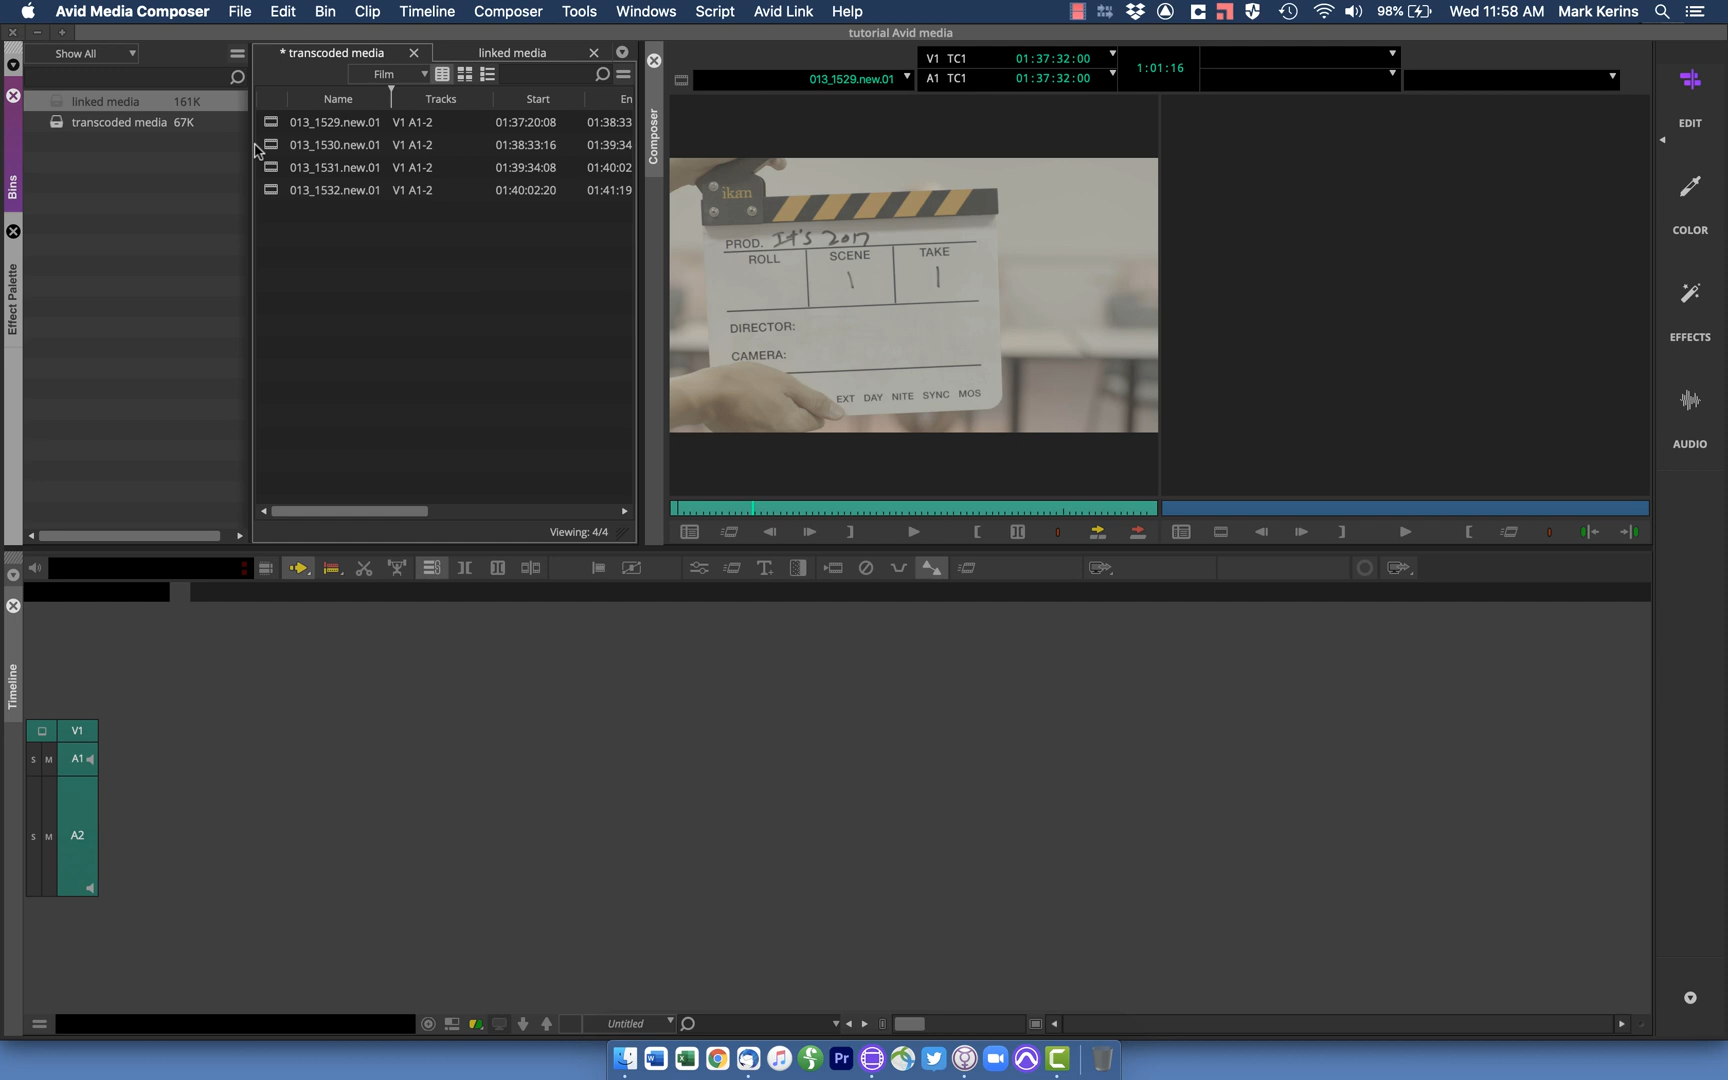 Avid Media Composer File Edit Bin Clip Timeline Composer Tools Windows Script Avid Link Help 98% Wed 11:58 AM Mark Kerins
tutorial Avid media
Show All
* transcoded media linked media
Film
Name Tracks Start En
linked media 161K
transcoded media 67K
013_1529.new.01 V1 A1-2 01:37:20:08 01:38:33
013_1530.new.01 V1 A1-2 01:38:33:16 01:39:34
013_1531.new.01 V1 A1-2 01:39:34:08 01:40:02
013_1532.new.01 V1 A1-2 01:40:02:20 01:41:19
Viewing: 4/4
Bins
Effect Palette
Composer
013_1529.new.01
V1 TC1 01:37:32:00
A1 TC1 01:37:32:00
1:01:16
ikan
PROD. It's 2017
ROLL SCENE TAKE
1 1
DIRECTOR:
CAMERA:
EXT DAY NITE SYNC MOS
EDIT
COLOR
EFFECTS
AUDIO
Timeline
V1
S M A1
S M A2
Untitled
W X Pr